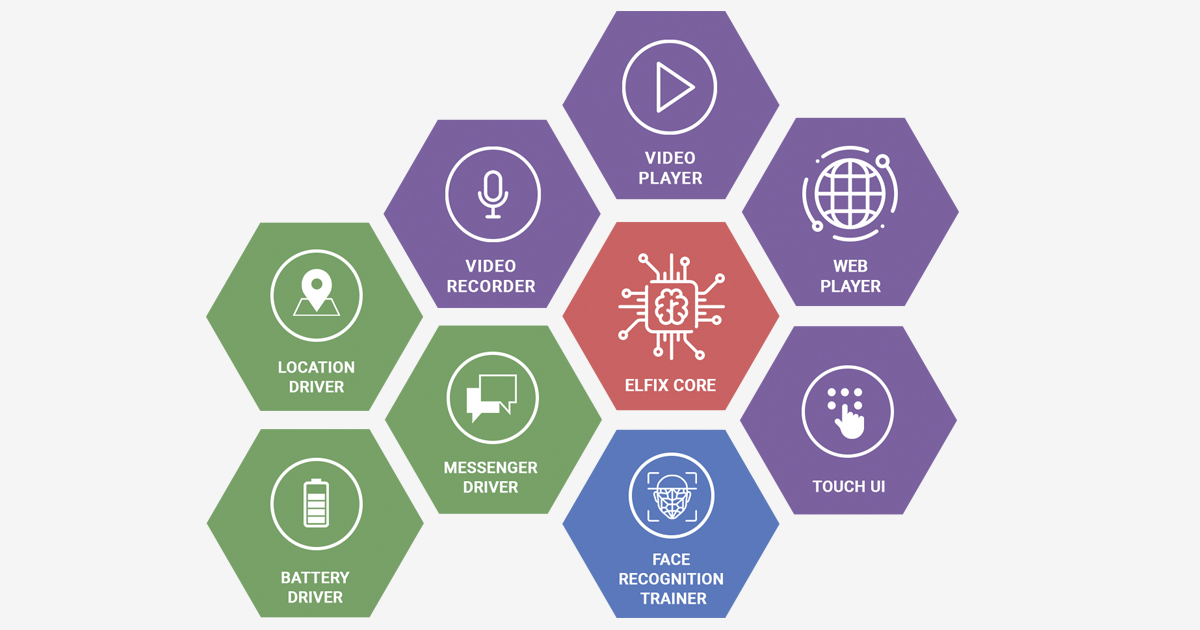 VIDEO
PLAYER
VIDEO
RECORDER
WEB
PLAYER
LOCATION
DRIVER
ELFIX CORE
MESSENGER
DRIVER
TOUCH UI
BATTERY
DRIVER
FACE
RECOGNITION
TRAINER